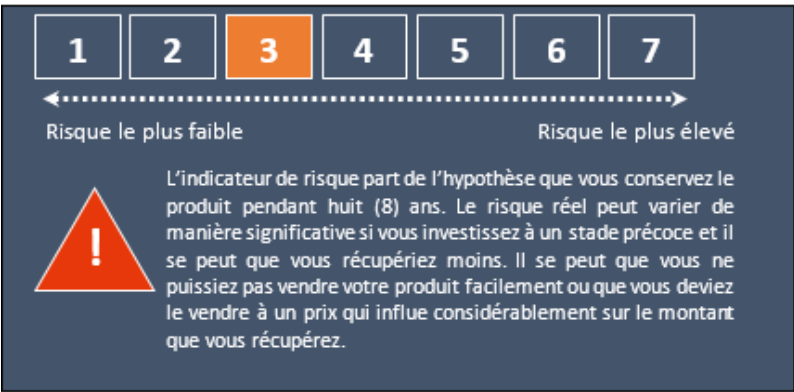 1 2 3 4 5 6 7
Risque le plus faible Risque le plus élevé
L'indicateur de risque part de l'hypothèse que vous conservez le
produit pendant huit (8) ans. Le risque réel peut varier de
manière significative si vous investissez à un stade précoce et il
se peut que vous récupériez moins. Il se peut que vous ne
puissiez pas vendre votre produit facilement ou que vous deviez
le vendre à un prix qui influe considérablement sur le montant
que vous récupérez.
!